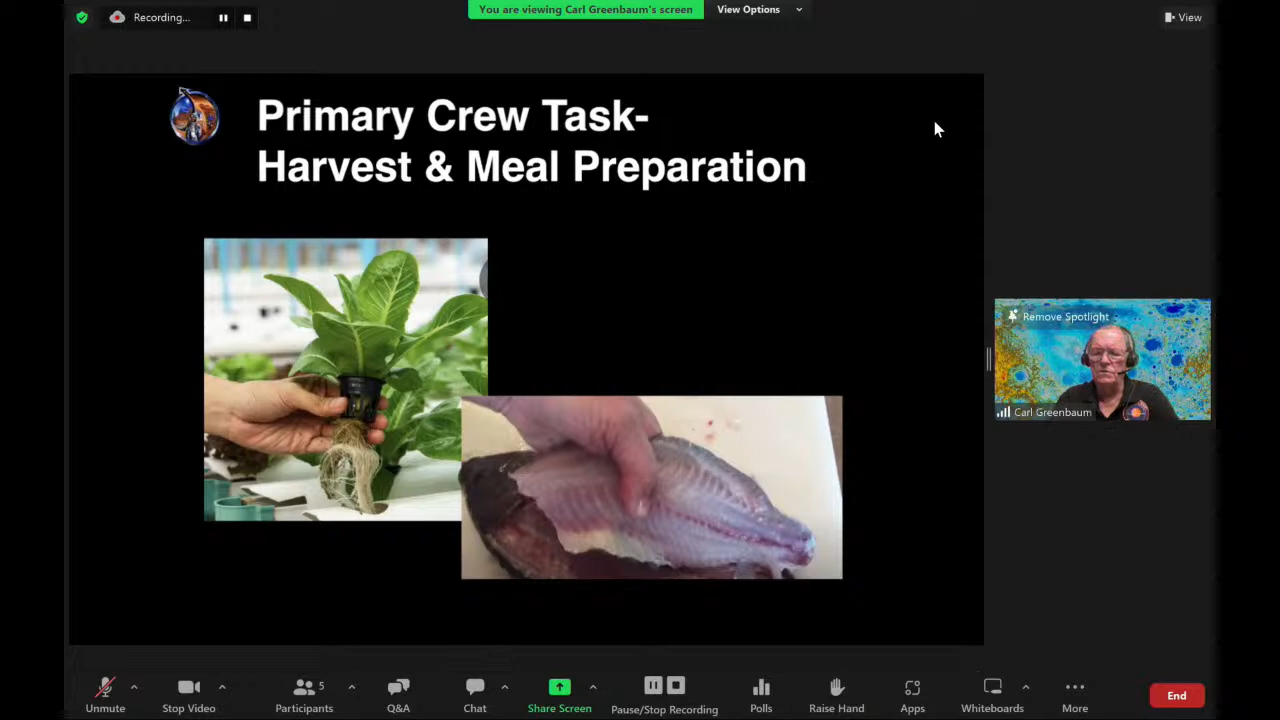 Recording...
You are viewing Carl Greenbaum's screen
View Options
View
Primary Crew Task-
Harvest & Meal Preparation
Remove Spotlight
Carl Greenbaum
5
Unmute
Stop Video
Participants
Q&A
Chat
Share Screen
Pause/Stop Recording
Polls
Raise Hand
Apps
Whiteboards
More
End